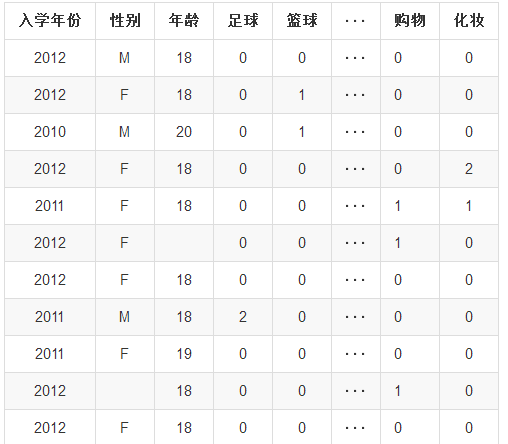 入学年份 性别 年龄 足球 篮球 ··· 购物 化妆
2012 M 18 0 0 ··· 0 0
2012 F 18 0 1 ··· 0 0
2010 M 20 0 1 ··· 0 0
2012 F 18 0 0 ··· 0 2
2011 F 18 0 0 ··· 1 1
2012 F 0 0 ··· 1 0
2012 F 18 0 0 ··· 0 0
2011 M 18 2 0 ··· 0 0
2011 F 19 0 0 ··· 0 0
2012 18 0 0 ··· 1 0
2012 F 18 0 0 ··· 0 0